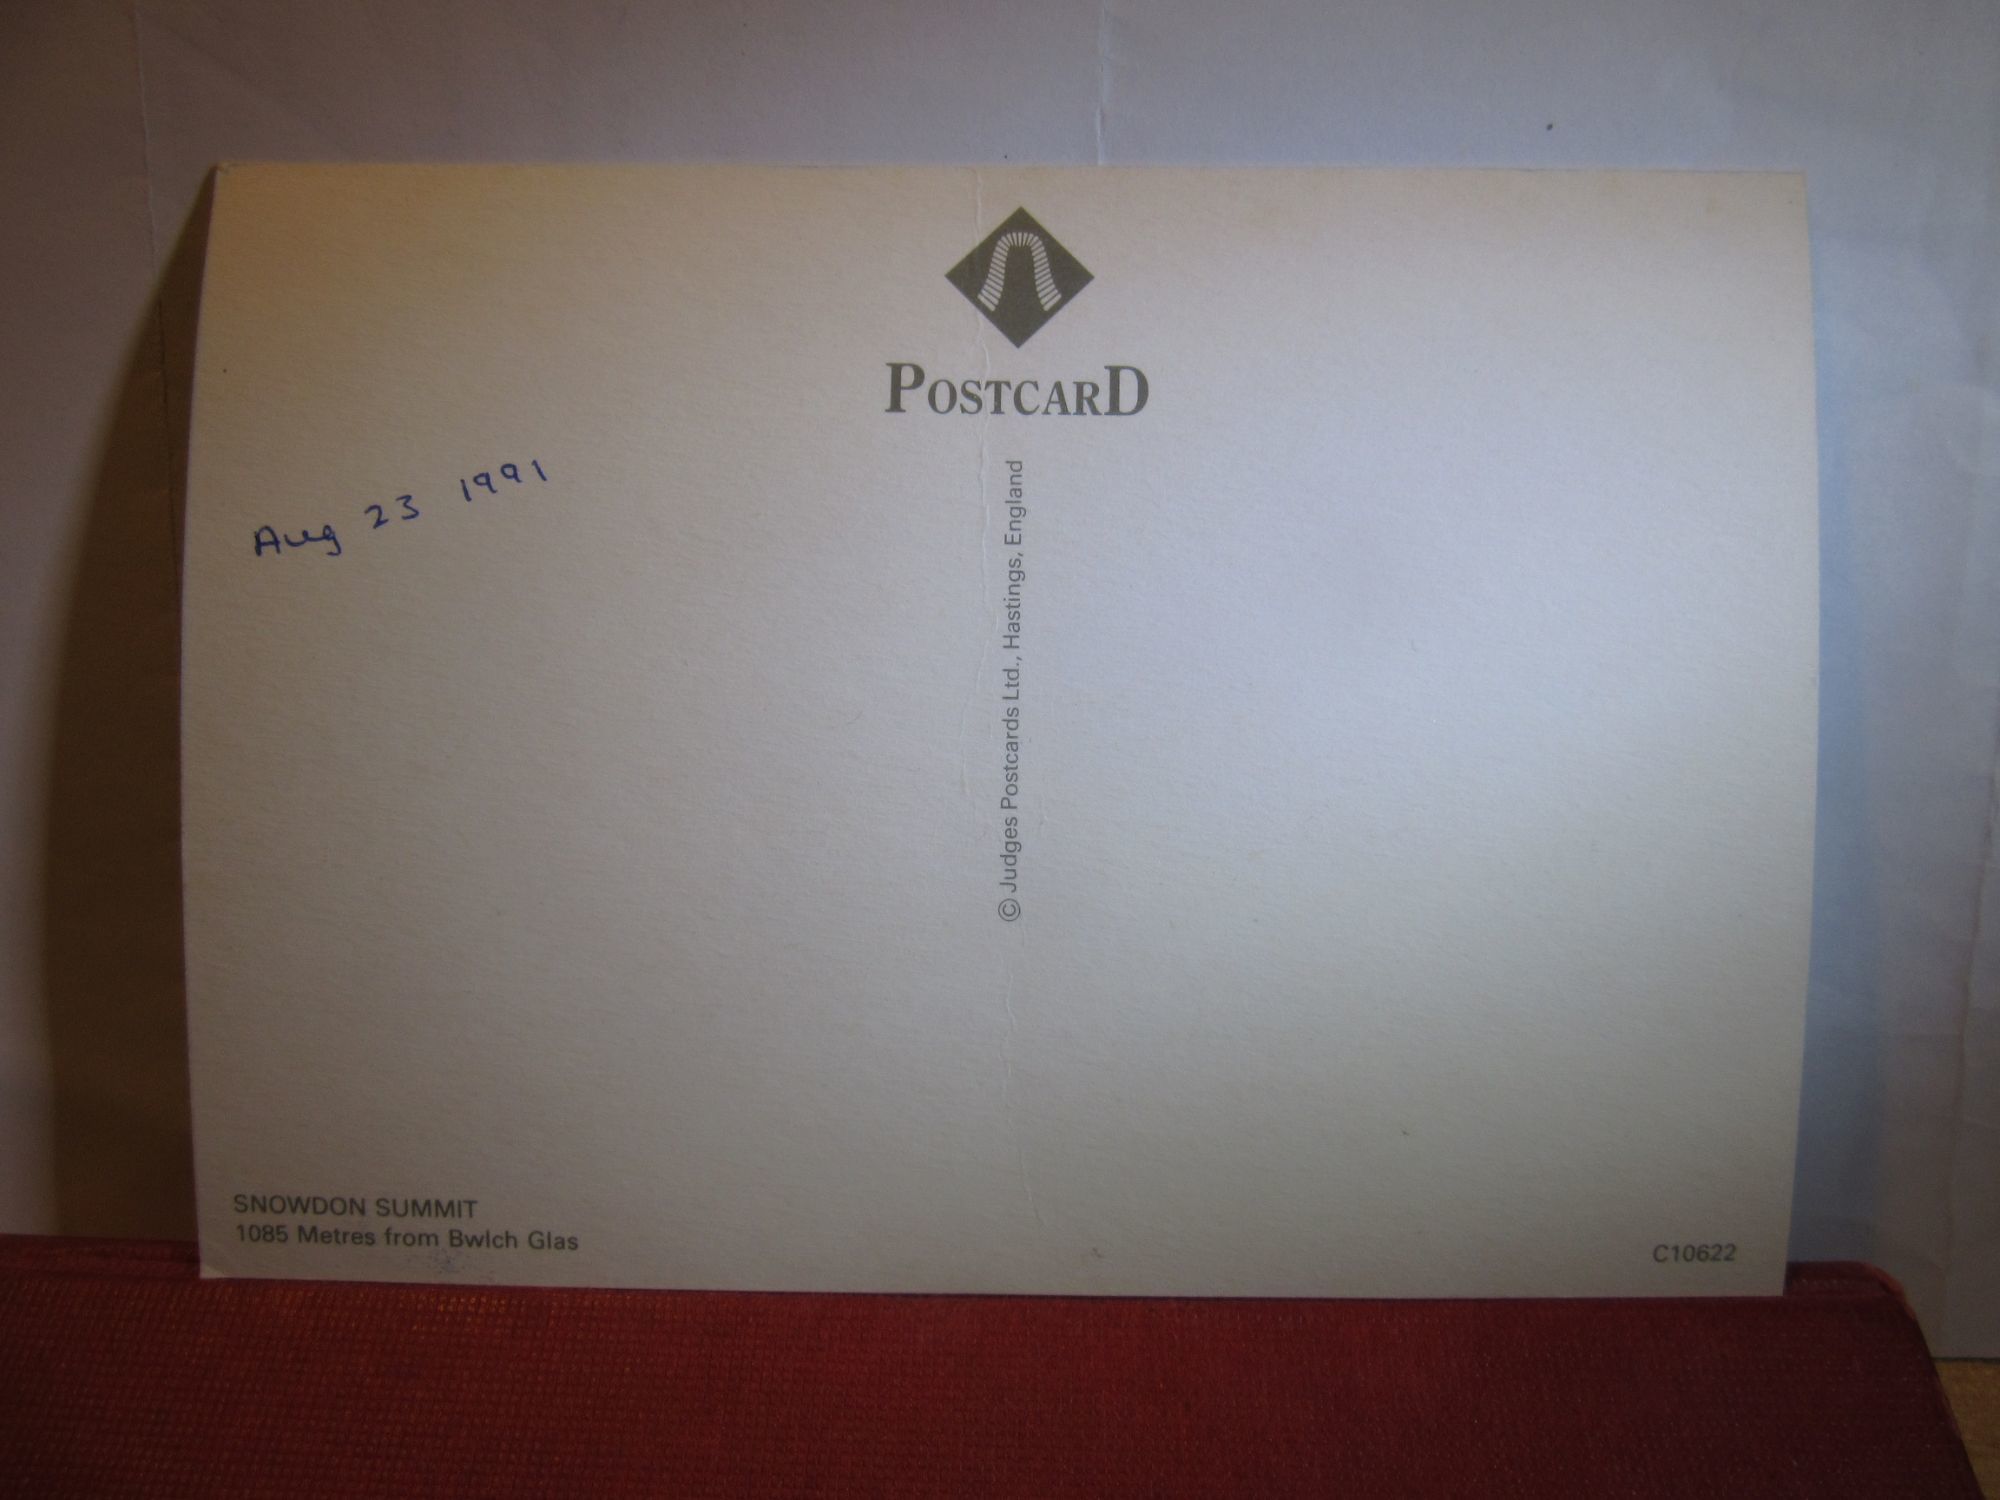 POSTCARD
Aug 23 1991
© Judges Postcards Ltd., Hastings, England
SNOWDON SUMMIT
1085 Metres from Bwlch Glas
C10622